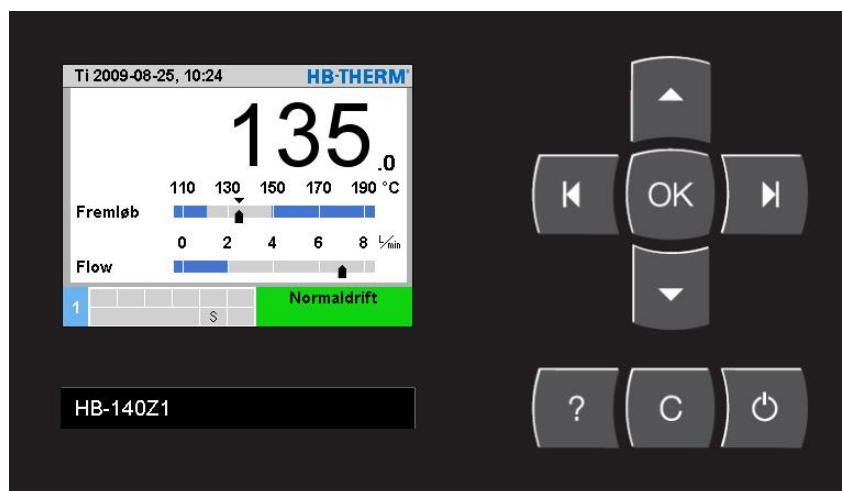 Ti 2009-08-25, 10:24 HB-THERM®
135.0
110 130 150 170 190 °C
Fremløb
0 2 4 6 8 L/min
Flow
1 S Normaldrift
OK
HB-140Z1
? C